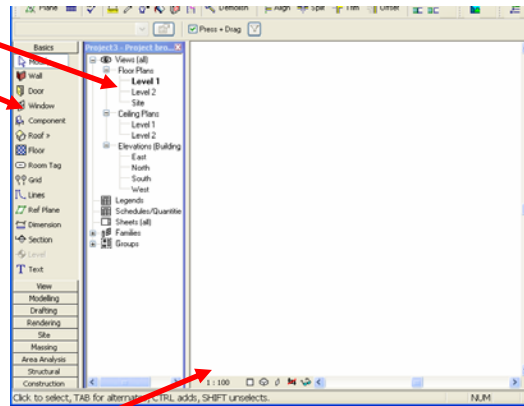 Plane Demolish Align Split Trim Offset
Press + Drag
Basics
Project3 - Project bro...
Modify
Wall
Door
Window
Component
Roof »
Floor
Room Tag
Grid
Lines
Ref Plane
Dimension
Section
Level
Text
View
Modelling
Drafting
Rendering
Site
Massing
Area Analysis
Structural
Construction
Views (all)
Floor Plans
Level 1
Level 2
Site
Ceiling Plans
Level 1
Level 2
Elevations (Building
East
North
South
West
Legends
Schedules/Quantitie
Sheets (all)
Families
Groups
1 : 100
Click to select, TAB for alternates, CTRL adds, SHIFT unselects.
NUM